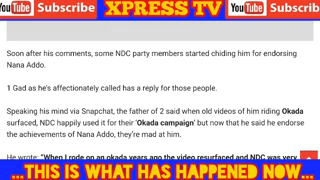 You Tube Subscribe XPRESS TV You Tube Subscribe
Soon after his comments, some NDC party members started chiding him for endorsing
Nana Addo.
1 Gad as he's affectionately called has a reply for those people.
Speaking his mind via Snapchat, the father of 2 said when old videos of him riding Okada
surfaced, NDC happily used it for their 'Okada campaign' but now that he said he endorse
the achievements of Nana Addo, they're mad at him.
He wrote: "When I rode on an okada years ago the video resurfaced and NDC was very
...THIS IS WHAT HAS HAPPENED NOW...